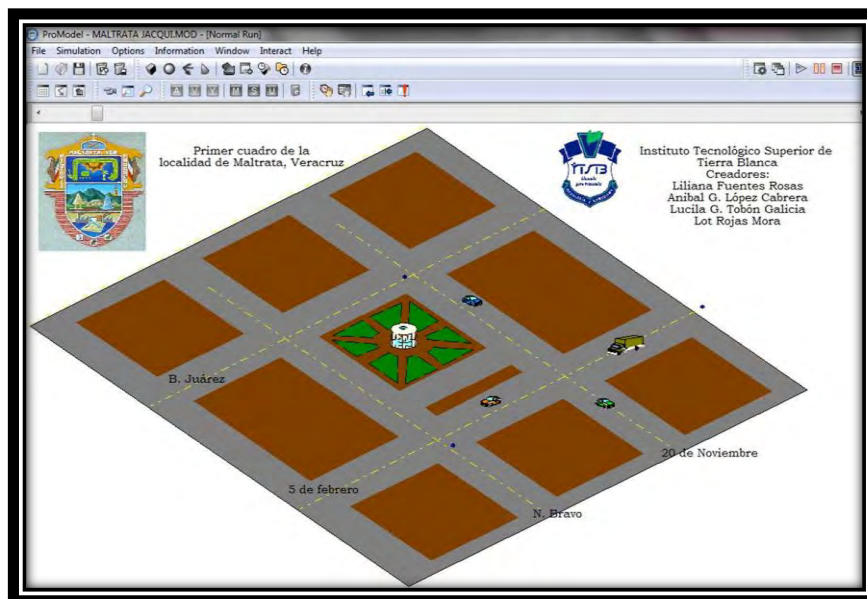 ProModel - MALTRATA JACQUI.MOD - [Normal Run]
File Simulation Options Information Window Interact Help
Primer cuadro de la
localidad de Maltrata, Veracruz
Instituto Tecnológico Superior de
Tierra Blanca
Creadores:
Liliana Fuentes Rosas
Anibal G. López Cabrera
Lucila G. Tobón Galicia
Lot Rojas Mora
ITSTB
B. Juárez
20 de Noviembre
5 de febrero
N. Bravo